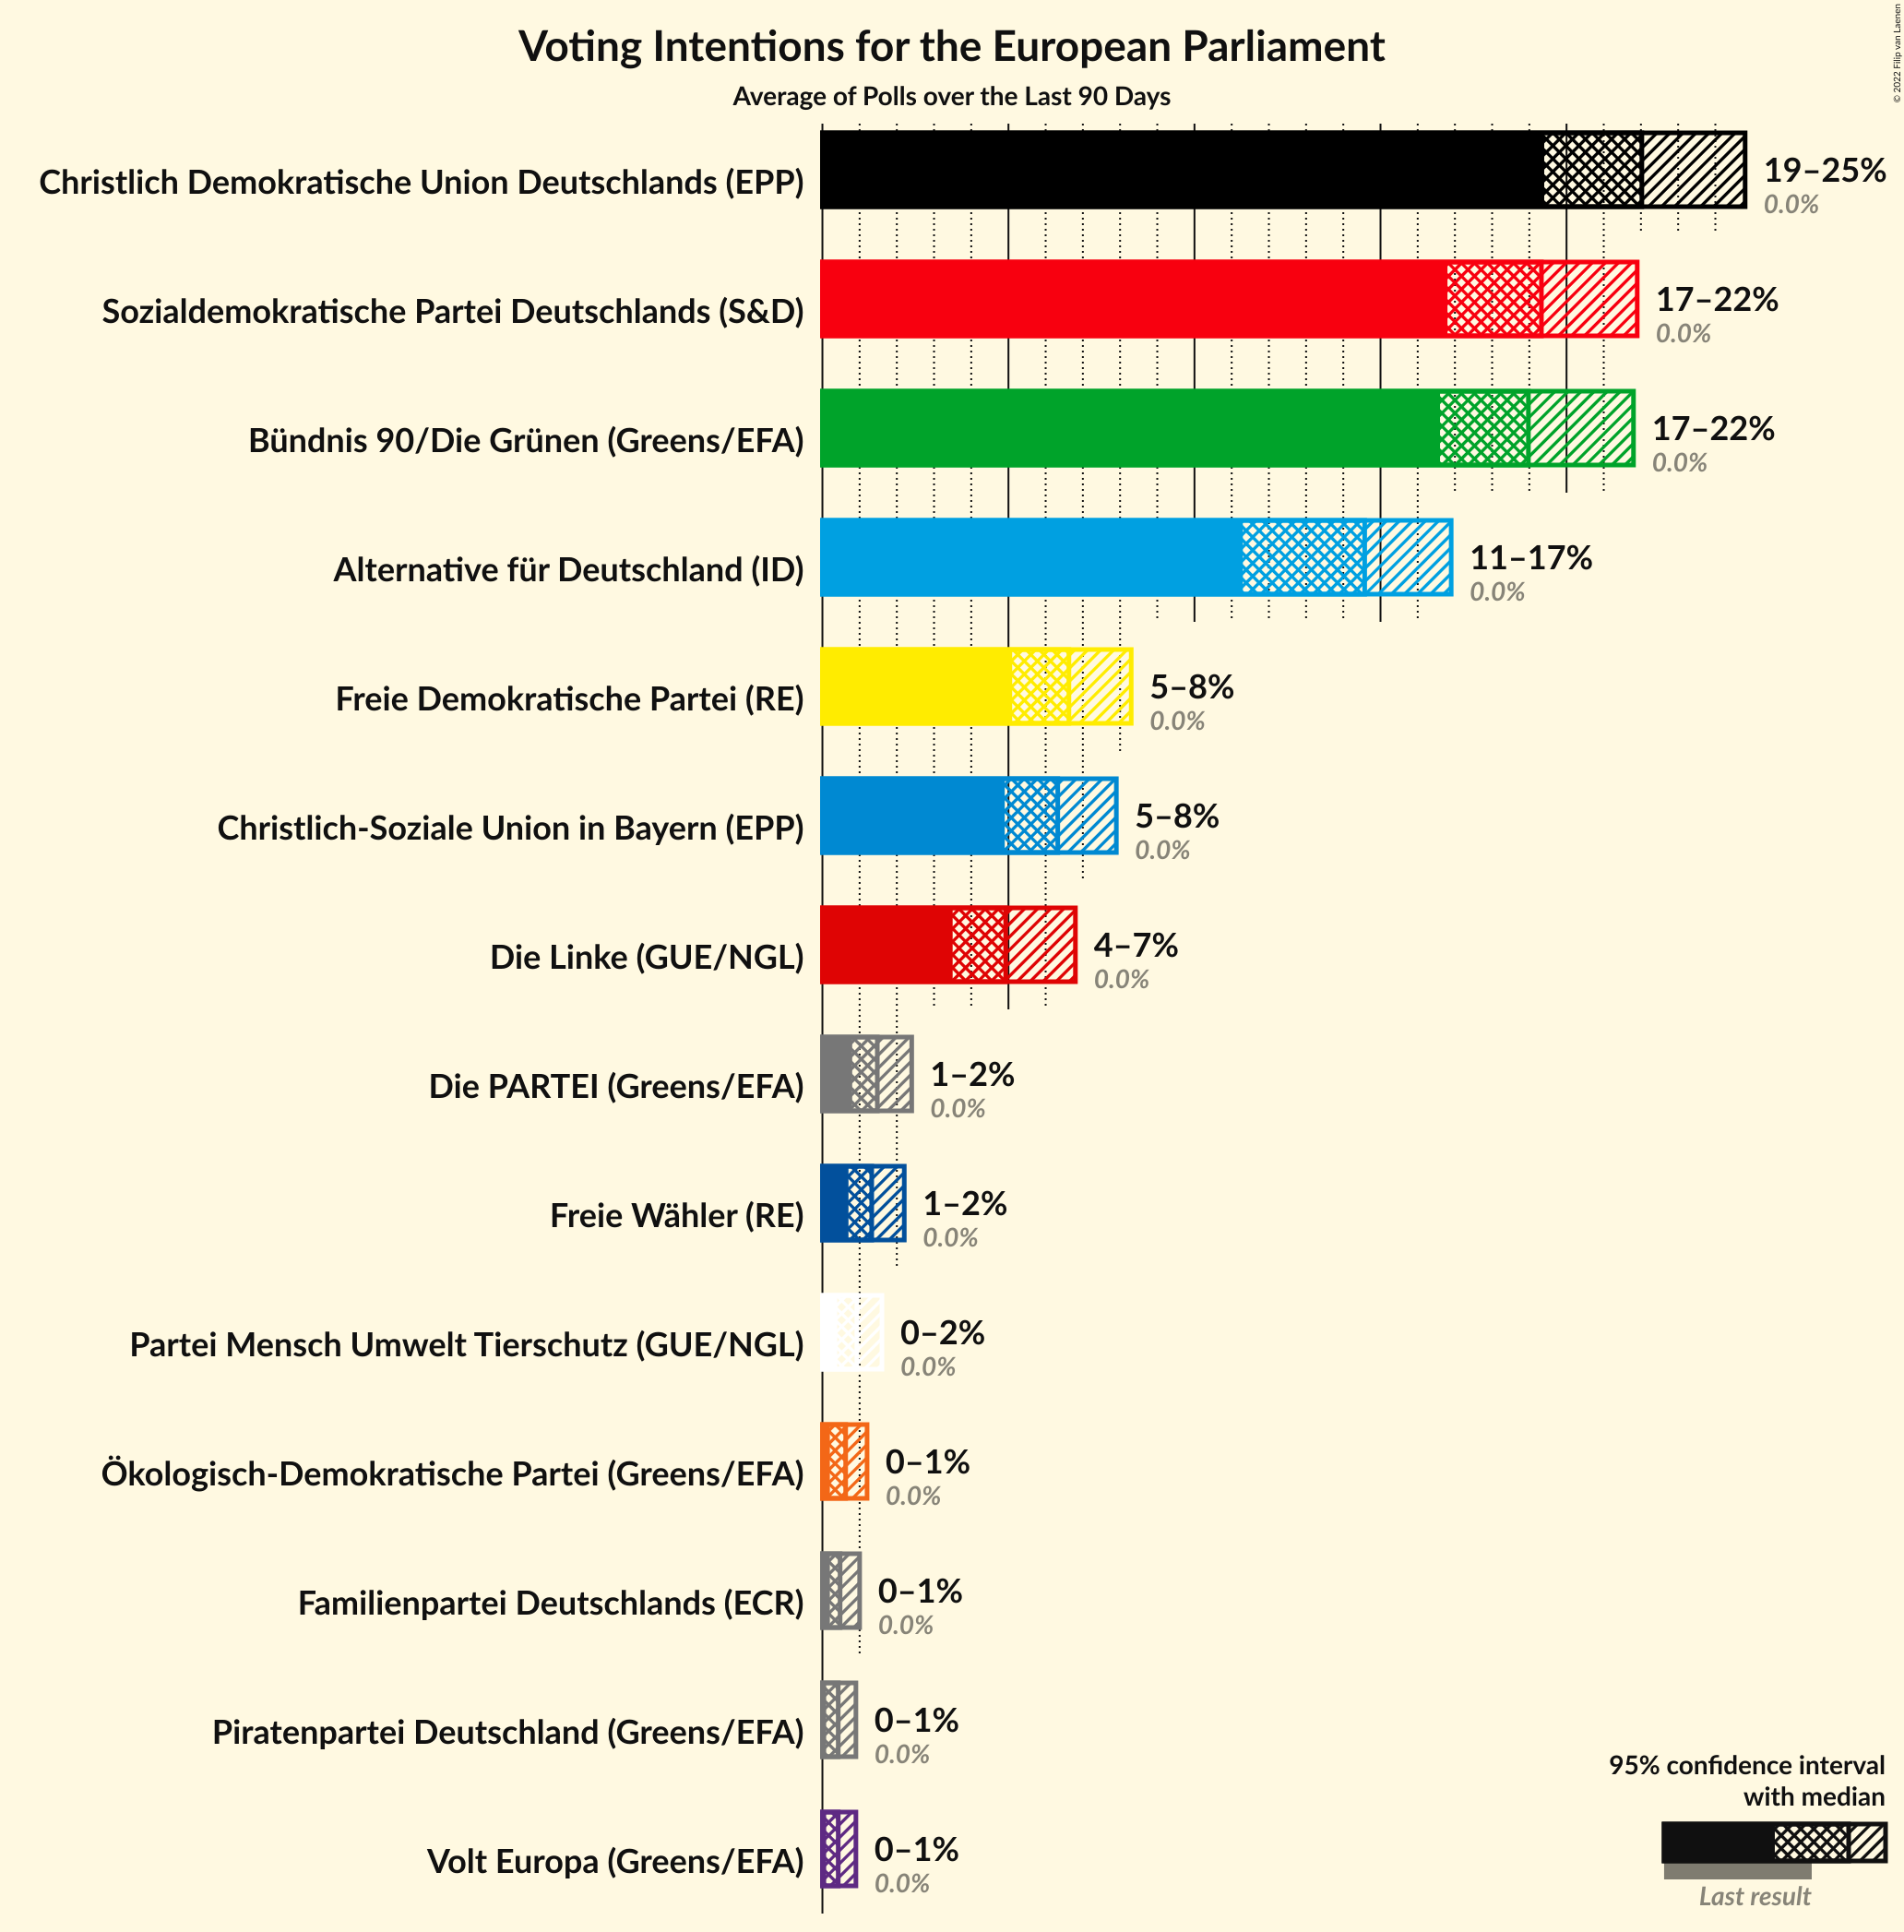 Voting Intentions for the European Parliament
Average of Polls over the Last 90 Days
© 2022 Filip van Laenen
Christlich Demokratische Union Deutschlands (EPP)
19–25%
0.0%
Sozialdemokratische Partei Deutschlands (S&D)
17–22%
0.0%
Bündnis 90/Die Grünen (Greens/EFA)
17–22%
0.0%
Alternative für Deutschland (ID)
11–17%
0.0%
Freie Demokratische Partei (RE)
5–8%
0.0%
Christlich-Soziale Union in Bayern (EPP)
5–8%
0.0%
Die Linke (GUE/NGL)
4–7%
0.0%
Die PARTEI (Greens/EFA)
1–2%
0.0%
Freie Wähler (RE)
1–2%
0.0%
Partei Mensch Umwelt Tierschutz (GUE/NGL)
0–2%
0.0%
Ökologisch-Demokratische Partei (Greens/EFA)
0–1%
0.0%
Familienpartei Deutschlands (ECR)
0–1%
0.0%
Piratenpartei Deutschland (Greens/EFA)
0–1%
0.0%
Volt Europa (Greens/EFA)
0–1%
0.0%
95% confidence interval
with median
Last result